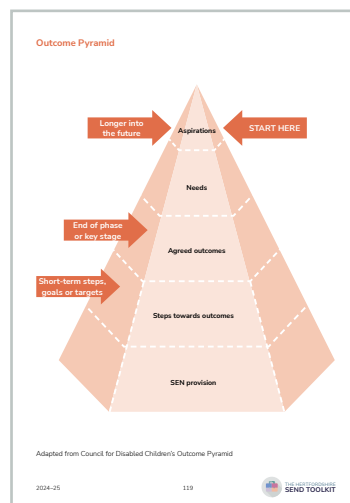 Outcome Pyramid
Longer into
the future
Aspirations
START HERE
Needs
End of phase
or key stage
Agreed outcomes
Short-term steps,
goals or targets
Steps towards outcomes
SEN provision
Adapted from Council for Disabled Children's Outcome Pyramid
2024–25
119
THE HERTFORDSHIRE
SEND TOOLKIT